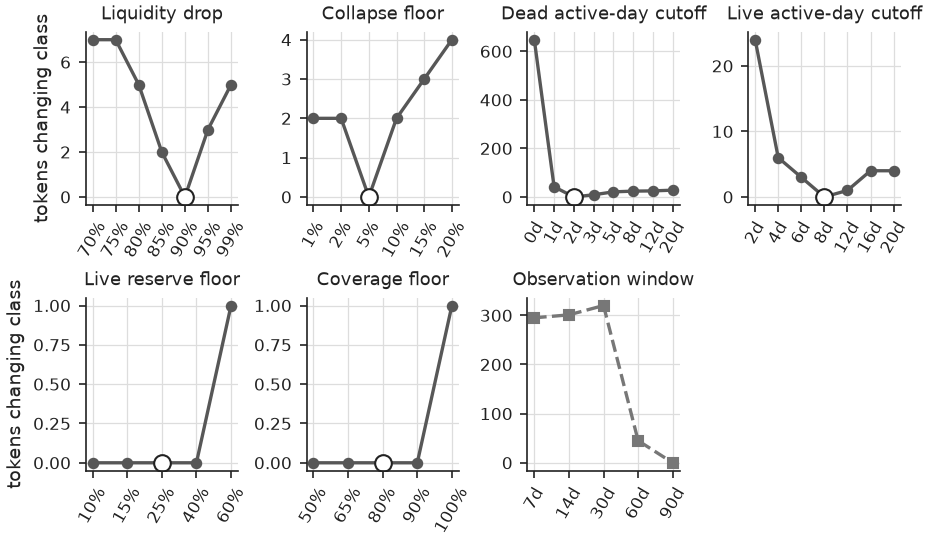 Liquidity drop
Collapse floor
Dead active-day cutoff
Live active-day cutoff
tokens changing class
6
4
2
0
70% 75% 80% 85% 90% 95% 99%
4
3
2
1
0
1% 2% 5% 10% 15% 20%
600
400
200
0
0d 1d 2d 3d 5d 8d 12d 20d
20
10
0
2d 4d 6d 8d 12d 16d 20d
Live reserve floor
Coverage floor
Observation window
tokens changing class
1.00
0.75
0.50
0.25
0.00
10% 15% 25% 40% 60%
1.00
0.75
0.50
0.25
0.00
50% 65% 80% 90% 100%
300
200
100
0
7d 14d 30d 60d 90d